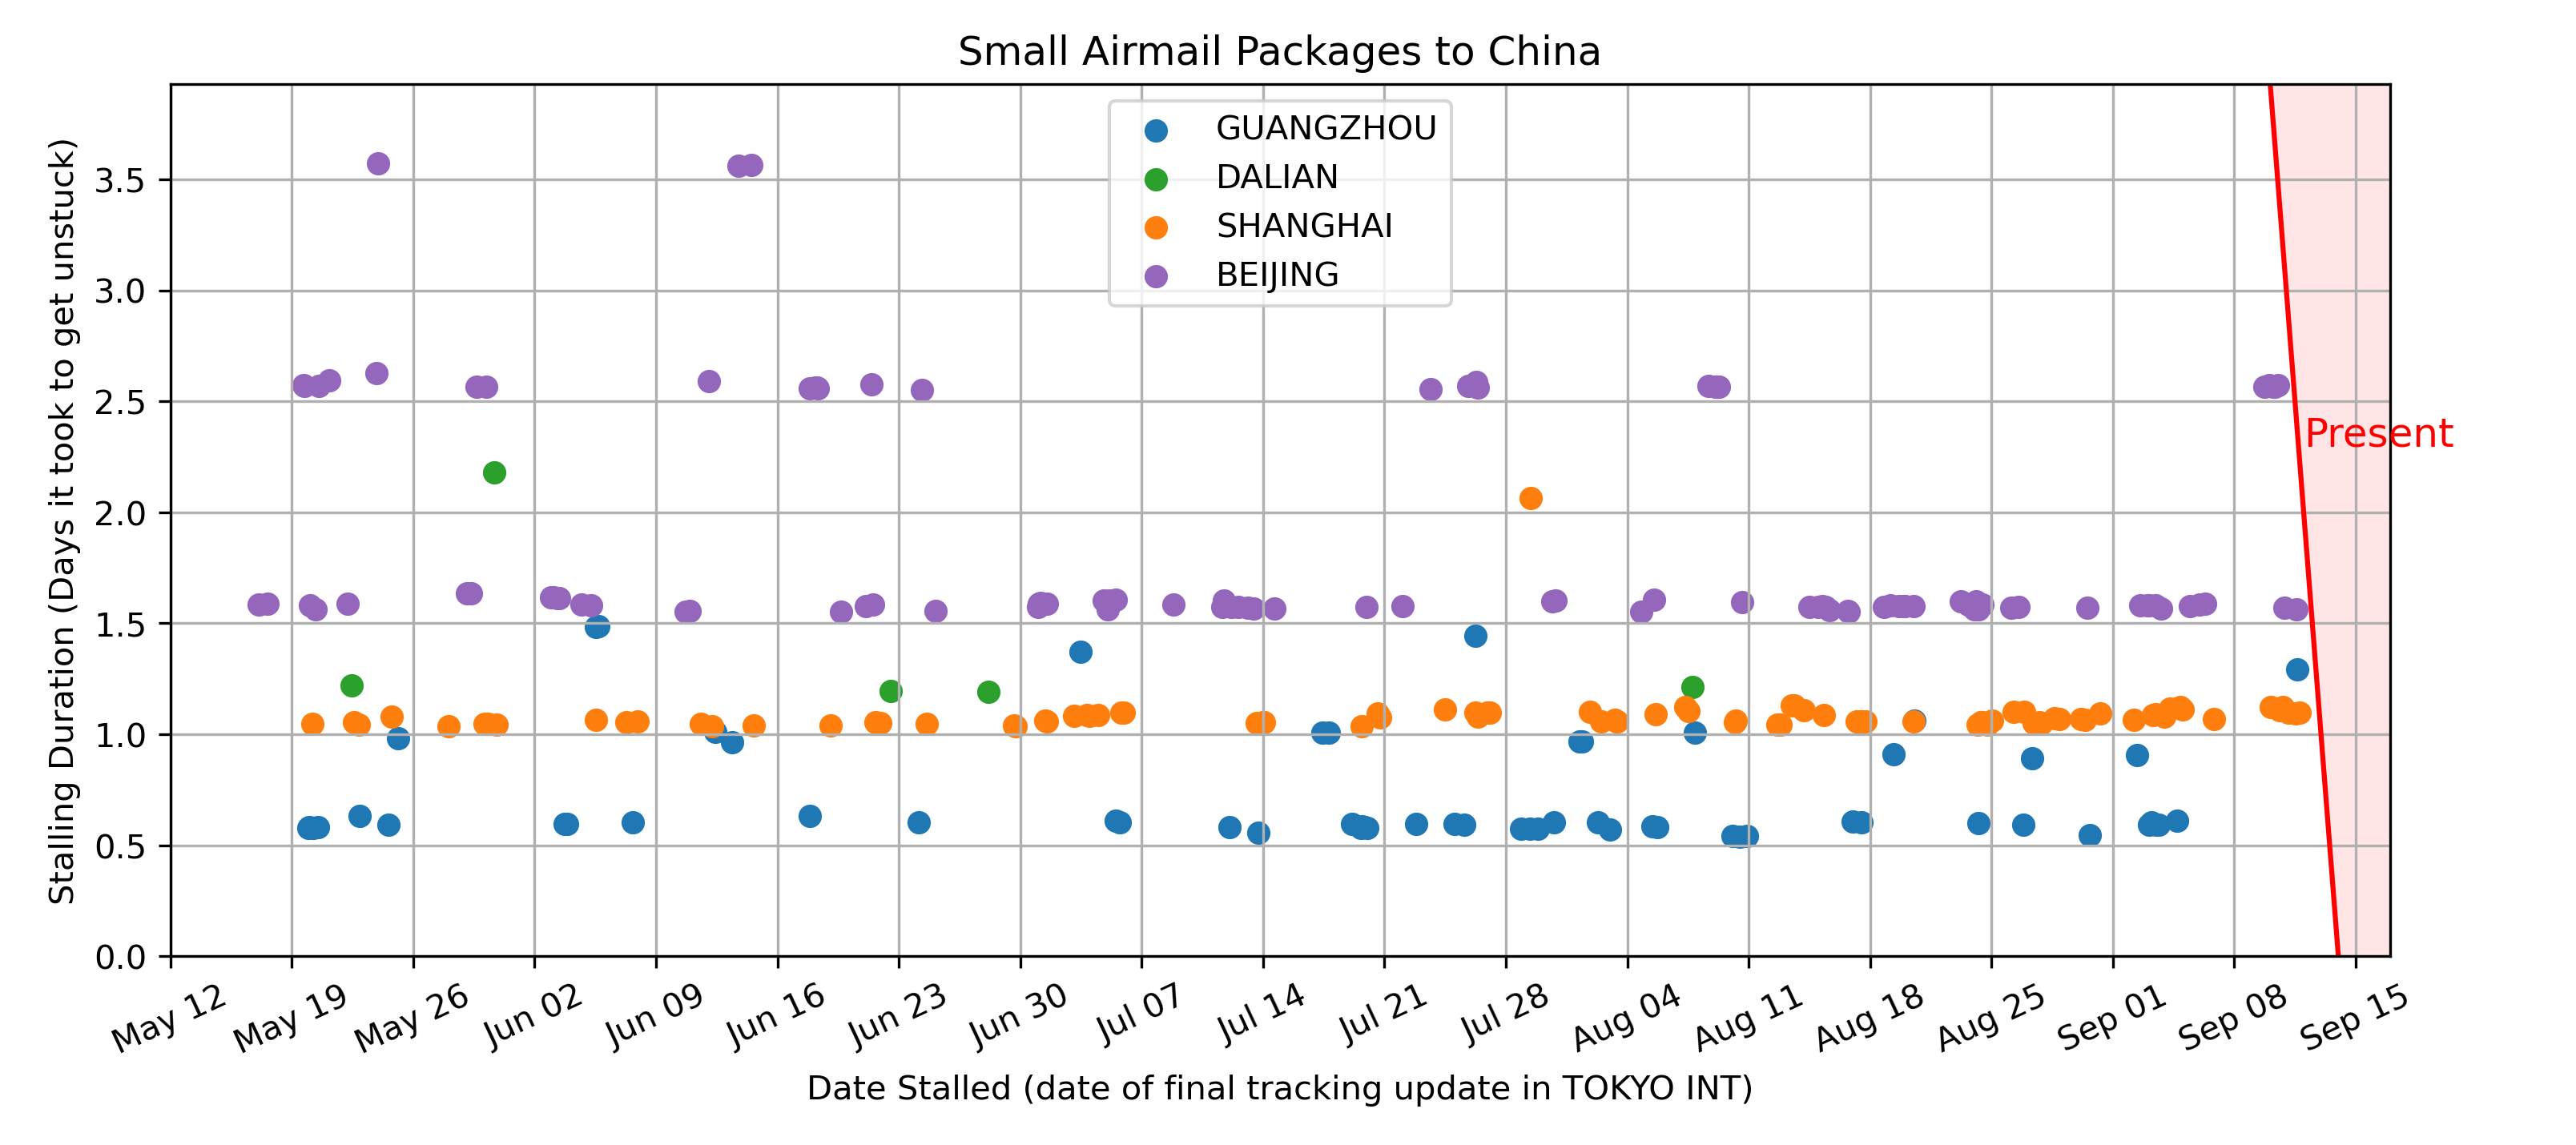 Small Airmail Packages to China
GUANGZHOU
DALIAN
SHANGHAI
BEIJING
Present
Stalling Duration (Days it took to get unstuck)
3.5
3.0
2.5
2.0
1.5
1.0
0.5
0.0
May 12
May 19
May 26
Jun 02
Jun 09
Jun 16
Jun 23
Jun 30
Jul 07
Jul 14
Jul 21
Jul 28
Aug 04
Aug 11
Aug 18
Aug 25
Sep 01
Sep 08
Sep 15
Date Stalled (date of final tracking update in TOKYO INT)